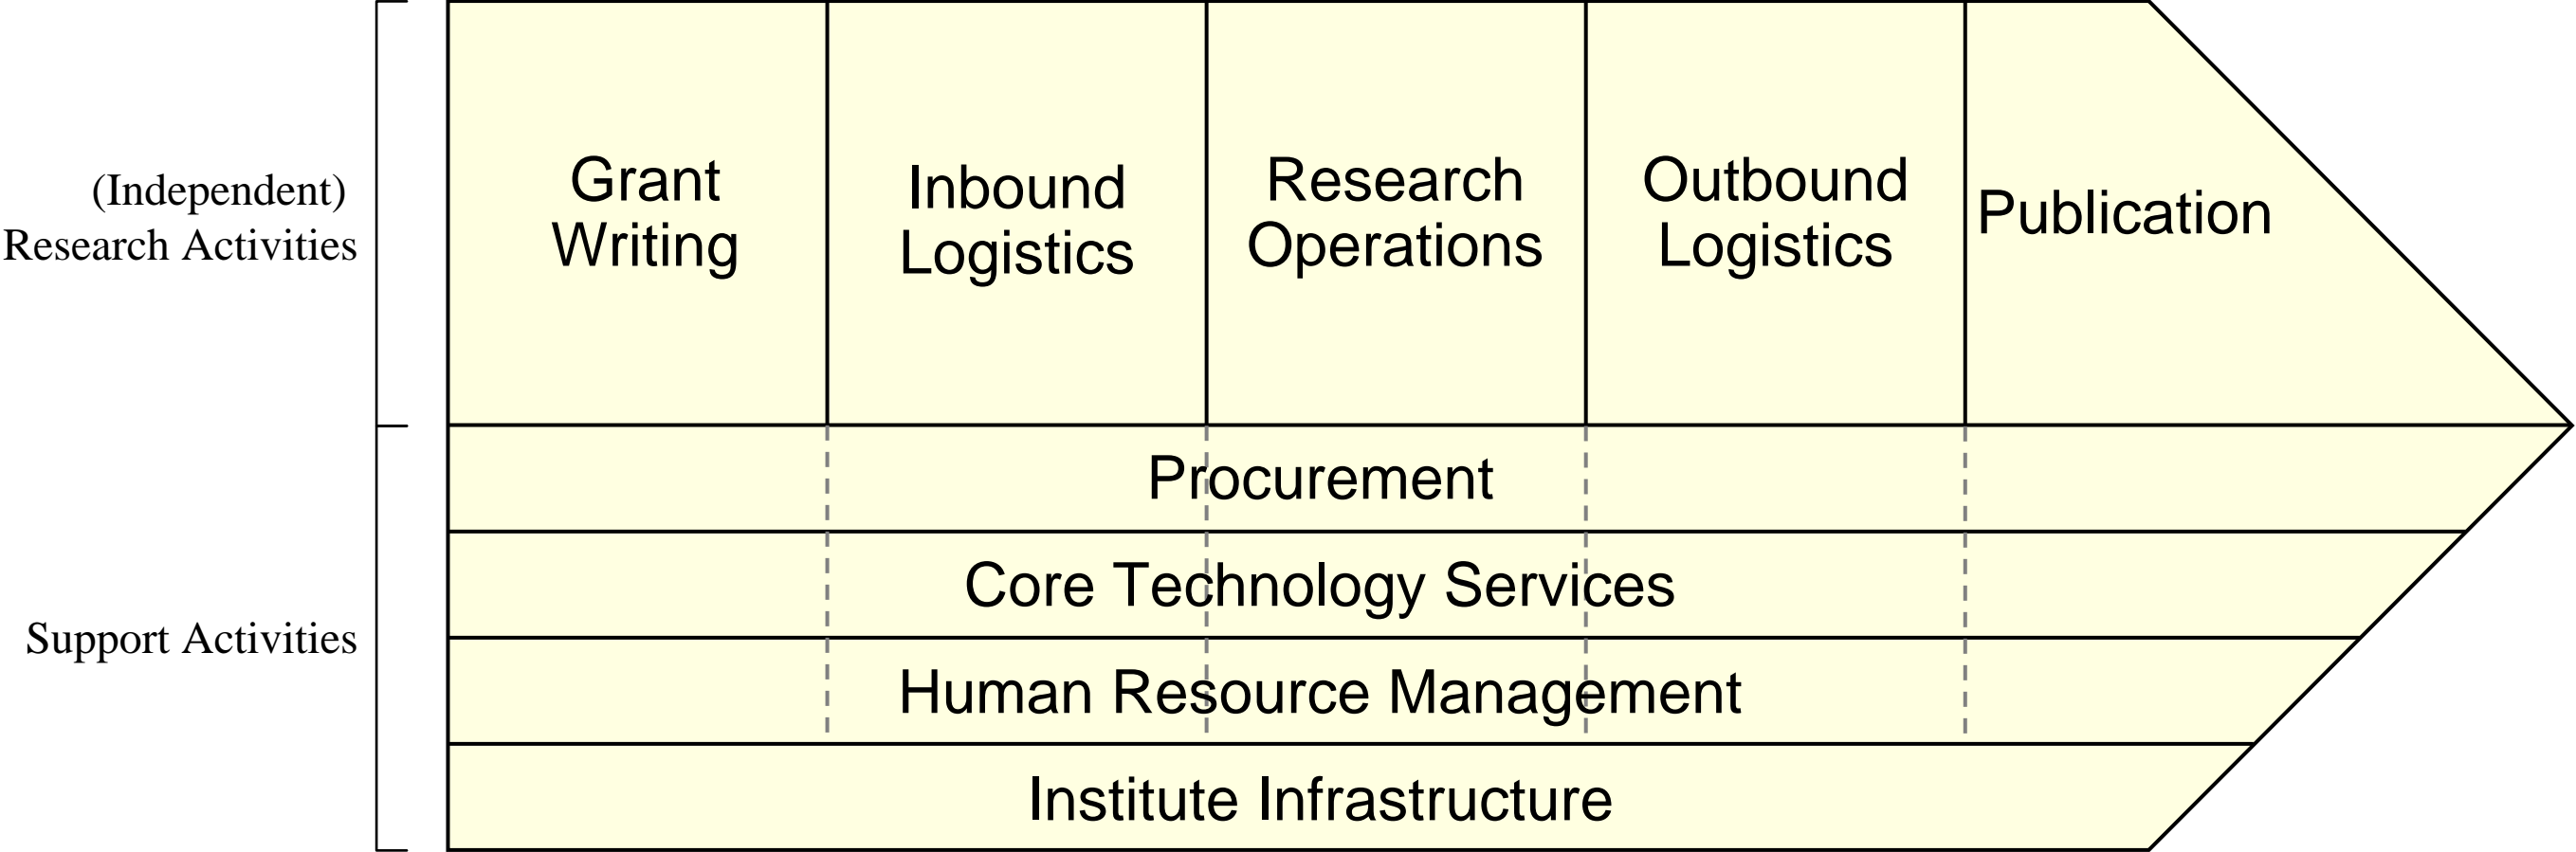 (Independent)
Research Activities
Grant
Writing
Inbound
Logistics
Research
Operations
Outbound
Logistics
Publication
Support Activities
Procurement
Core Technology Services
Human Resource Management
Institute Infrastructure